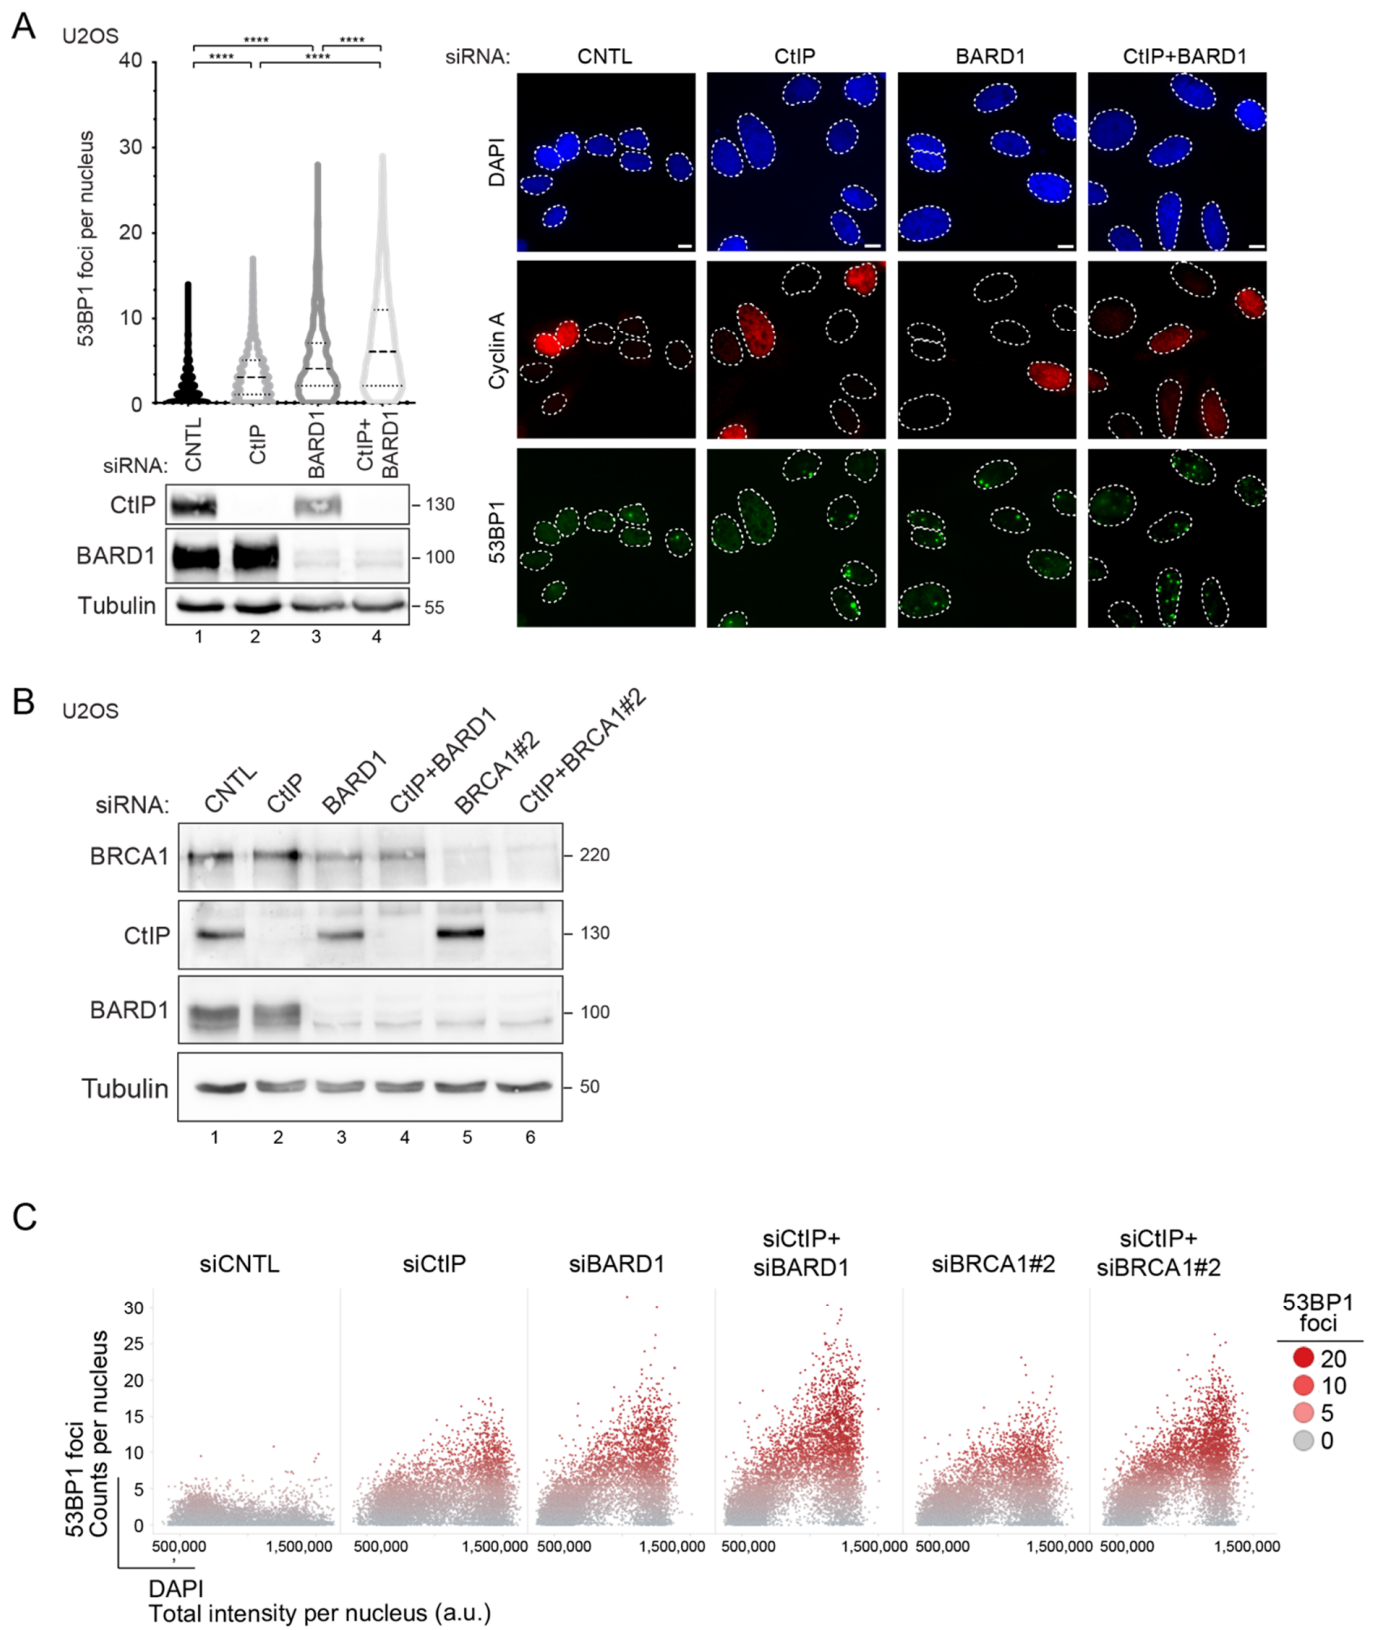 A
U2OS
**** ****
**** ****
40
30
20
10
0
53BP1 foci per nucleus
siRNA:
CNTL
CtIP
BARD1
CtIP+
BARD1
CtIP
130
BARD1
100
Tubulin
55
1 2 3 4
siRNA: CNTL CtIP BARD1 CtIP+BARD1
DAPI
Cyclin A
53BP1
B
U2OS
siRNA:
CNTL
CtIP
BARD1
CtIP+BARD1
BRCA1#2
CtIP+BRCA1#2
BRCA1
220
CtIP
130
BARD1
100
Tubulin
50
1 2 3 4 5 6
C
siCNTL
siCtIP
siBARD1
siCtIP+
siBARD1
siBRCA1#2
siCtIP+
siBRCA1#2
53BP1 foci
Counts per nucleus
30
25
20
15
10
5
0
500,000 1,500,000 500,000 1,500,000 500,000 1,500,000 500,000 1,500,000 500,000 1,500,000 500,000 1,500,000
,
DAPI
Total intensity per nucleus (a.u.)
53BP1
foci
20
10
5
0